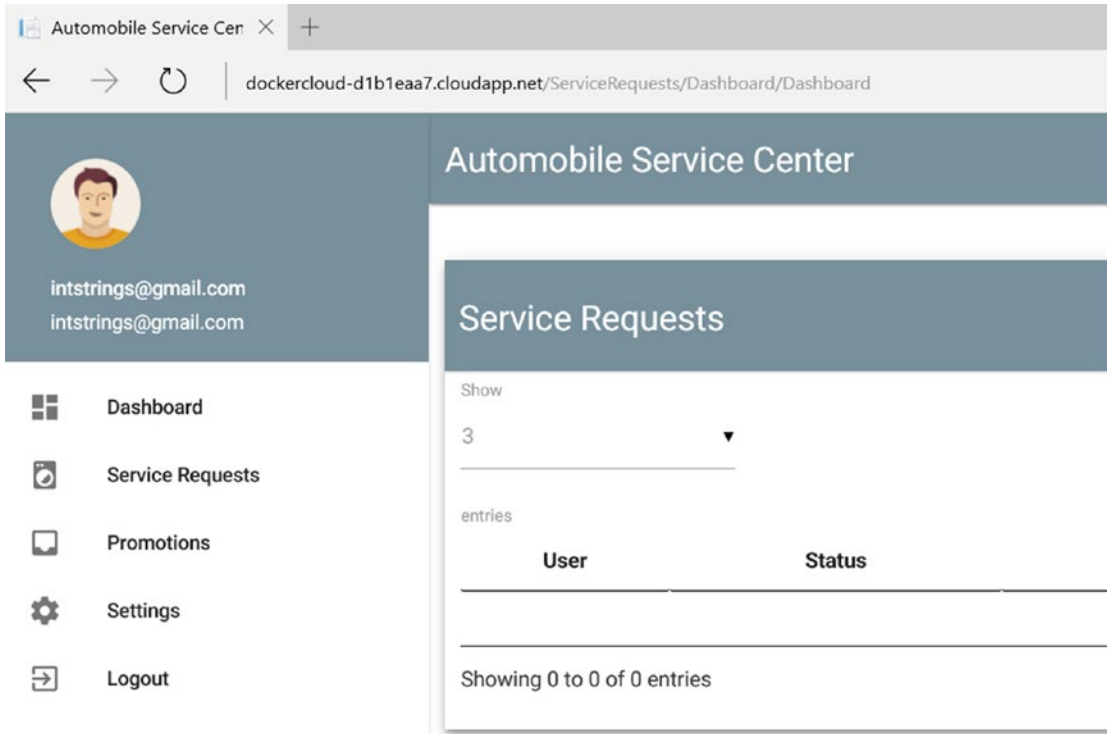 Automobile Service Cen
dockercloud-d1b1eaa7.cloudapp.net/ServiceRequests/Dashboard/Dashboard
intstrings@gmail.com
intstrings@gmail.com
Dashboard
Service Requests
Promotions
Settings
Logout
Automobile Service Center
Service Requests
Show
3
entries
User Status
Showing 0 to 0 of 0 entries